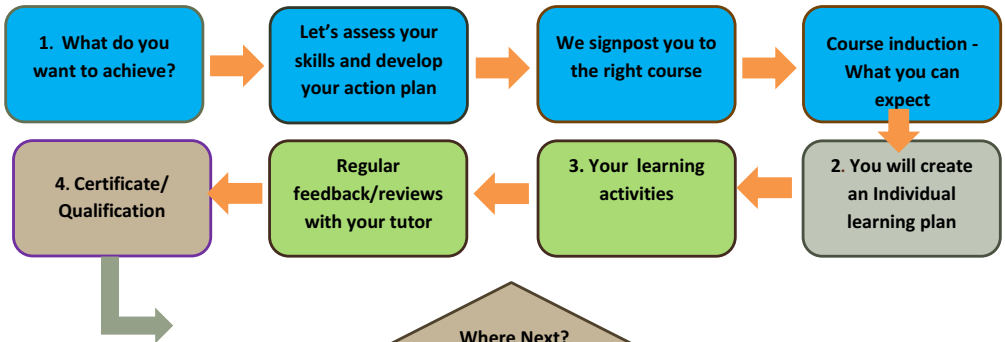 1. What do you
want to achieve?
Let's assess your
skills and develop
your action plan
We signpost you to
the right course
Course induction -
What you can
expect
2. You will create
an Individual
learning plan
3. Your learning
activities
Regular
feedback/reviews
with your tutor
4. Certificate/
Qualification
Where Next?